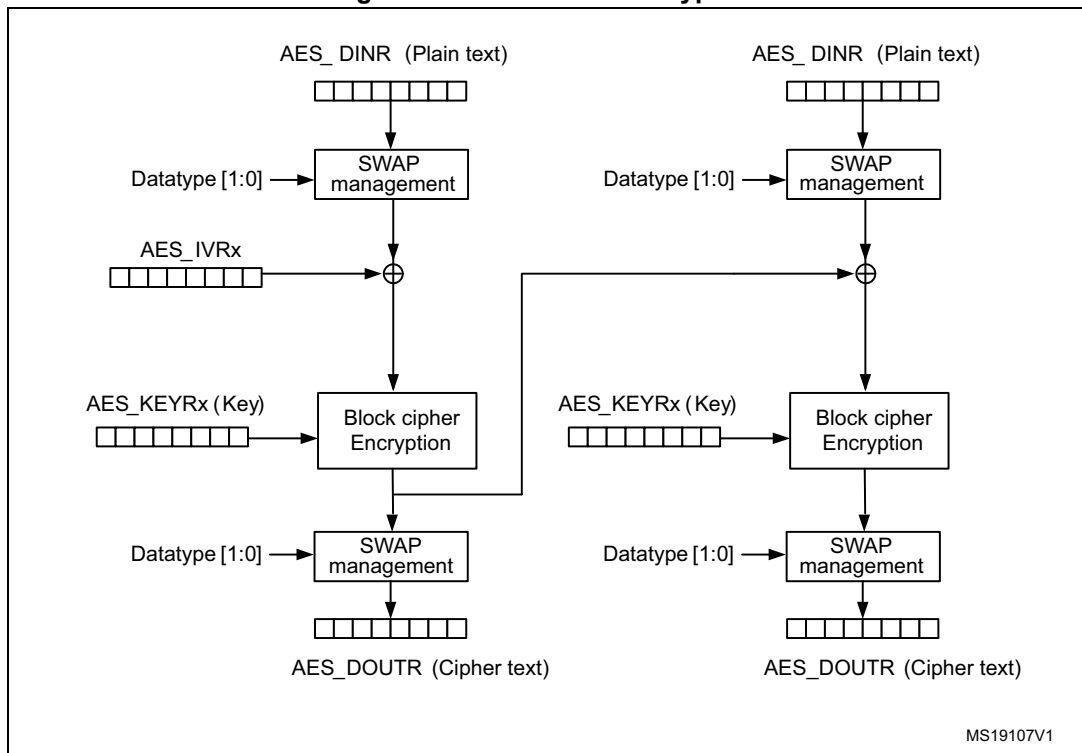 AES_ DINR (Plain text)
AES_ DINR (Plain text)
SWAP
management
Datatype [1:0]
SWAP
management
Datatype [1:0]
AES_IVRx
AES_KEYRx (Key)
Block cipher
Encryption
AES_KEYRx (Key)
Block cipher
Encryption
Datatype [1:0]
SWAP
management
Datatype [1:0]
SWAP
management
AES_DOUTR (Cipher text)
AES_DOUTR (Cipher text)
MS19107V1